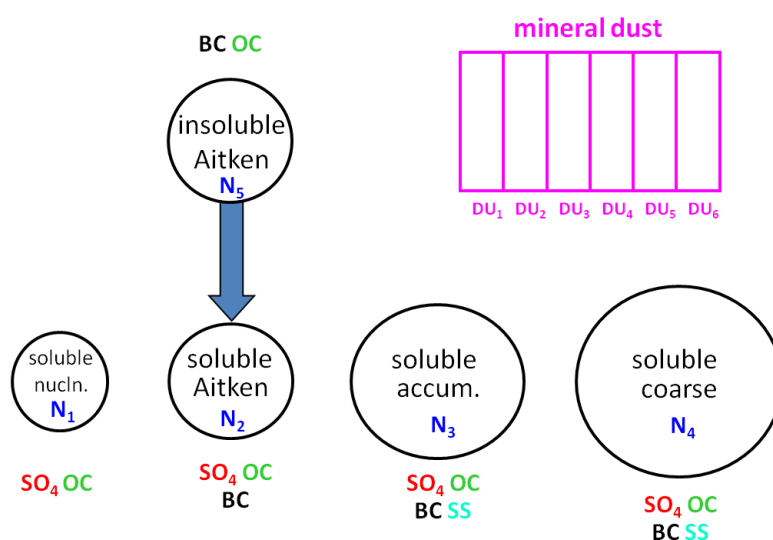 mineral dust
BC OC
insoluble
Aitken
N₅
DU₁ DU₂ DU₃ DU₄ DU₅ DU₆
soluble
nucln.
N₁
soluble
Aitken
N₂
soluble
accum.
N₃
soluble
coarse
N₄
SO₄ OC
SO₄ OC
BC
SO₄ OC
BC SS
SO₄ OC
BC SS